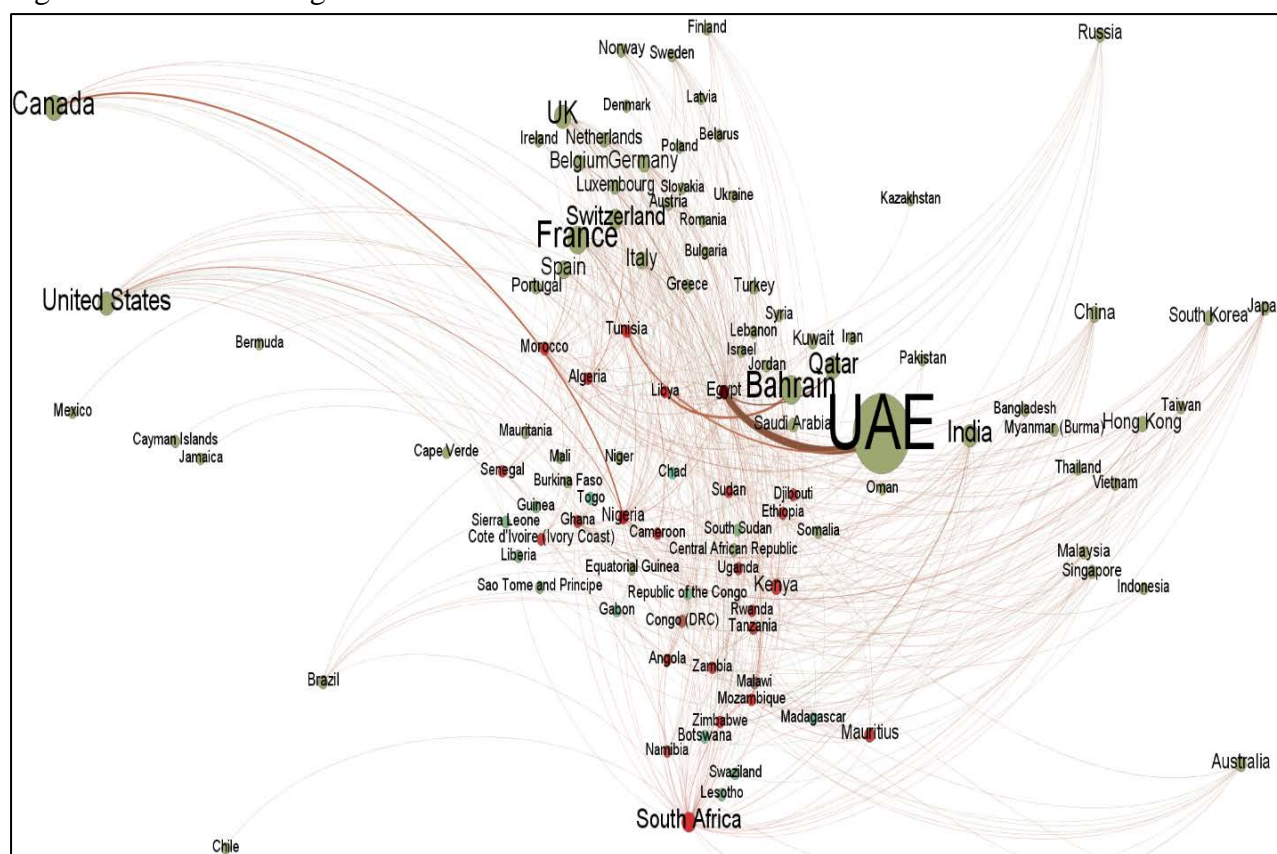 Finland
Russia
Norway
Sweden
Canada
Denmark
Latvia
UK
Ireland
Netherlands
Poland
Belarus
Belgium
Germany
Luxembourg
Slovakia
Austria
Ukraine
Kazakhstan
Switzerland
Romania
France
Italy
Bulgaria
Spain
Portugal
Greece
Turkey
United States
Syria
China
South Korea
Japa
Tunisia
Lebanon
Bermuda
Morocco
Israel
Kuwait
Iran
Algeria
Jordan
Qatar
Pakistan
Libya
Egypt
Bahrain
Mexico
Saudi Arabia
UAE
India
Bangladesh
Taiwan
Myanmar (Burma)
Hong Kong
Cayman Islands
Jamaica
Mauritania
Cape Verde
Senegal
Mali
Niger
Chad
Thailand
Vietnam
Burkina Faso
Togo
Sudan
Djibouti
Oman
Guinea
Sierra Leone
Ghana
Nigeria
Ethiopia
Cote d'Ivoire (Ivory Coast)
Cameroon
South Sudan
Somalia
Liberia
Central African Republic
Malaysia
Equatorial Guinea
Uganda
Singapore
Sao Tome and Principe
Republic of the Congo
Kenya
Indonesia
Gabon
Congo (DRC)
Rwanda
Tanzania
Angola
Zambia
Brazil
Malawi
Mozambique
Zimbabwe
Madagascar
Botswana
Mauritius
Namibia
Australia
Swaziland
Lesotho
South Africa
Chile